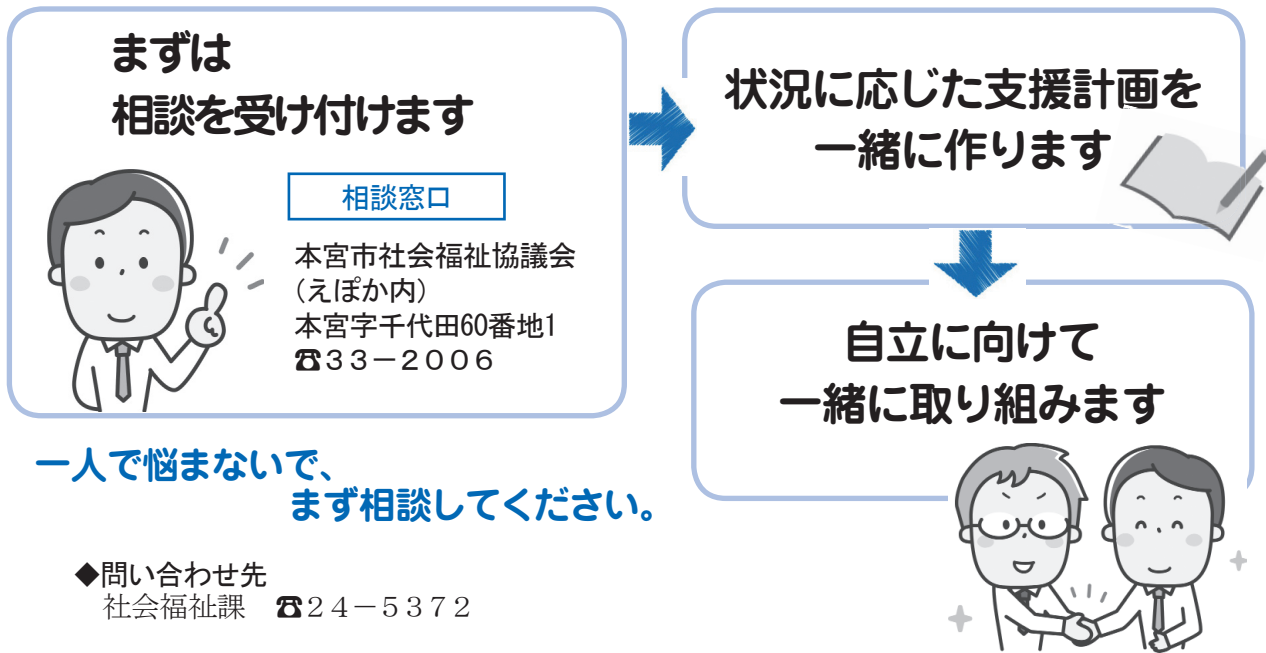 まずは
相談を受け付けます
相談窓口
本宮市社会福祉協議会
(えぽか内)
本宮字千代田60番地1
☎33－2006
状況に応じた支援計画を
一緒に作ります
自立に向けて
一緒に取り組みます
一人で悩まないで、
まず相談してください。
◆問い合わせ先
社会福祉課　☎24－5372